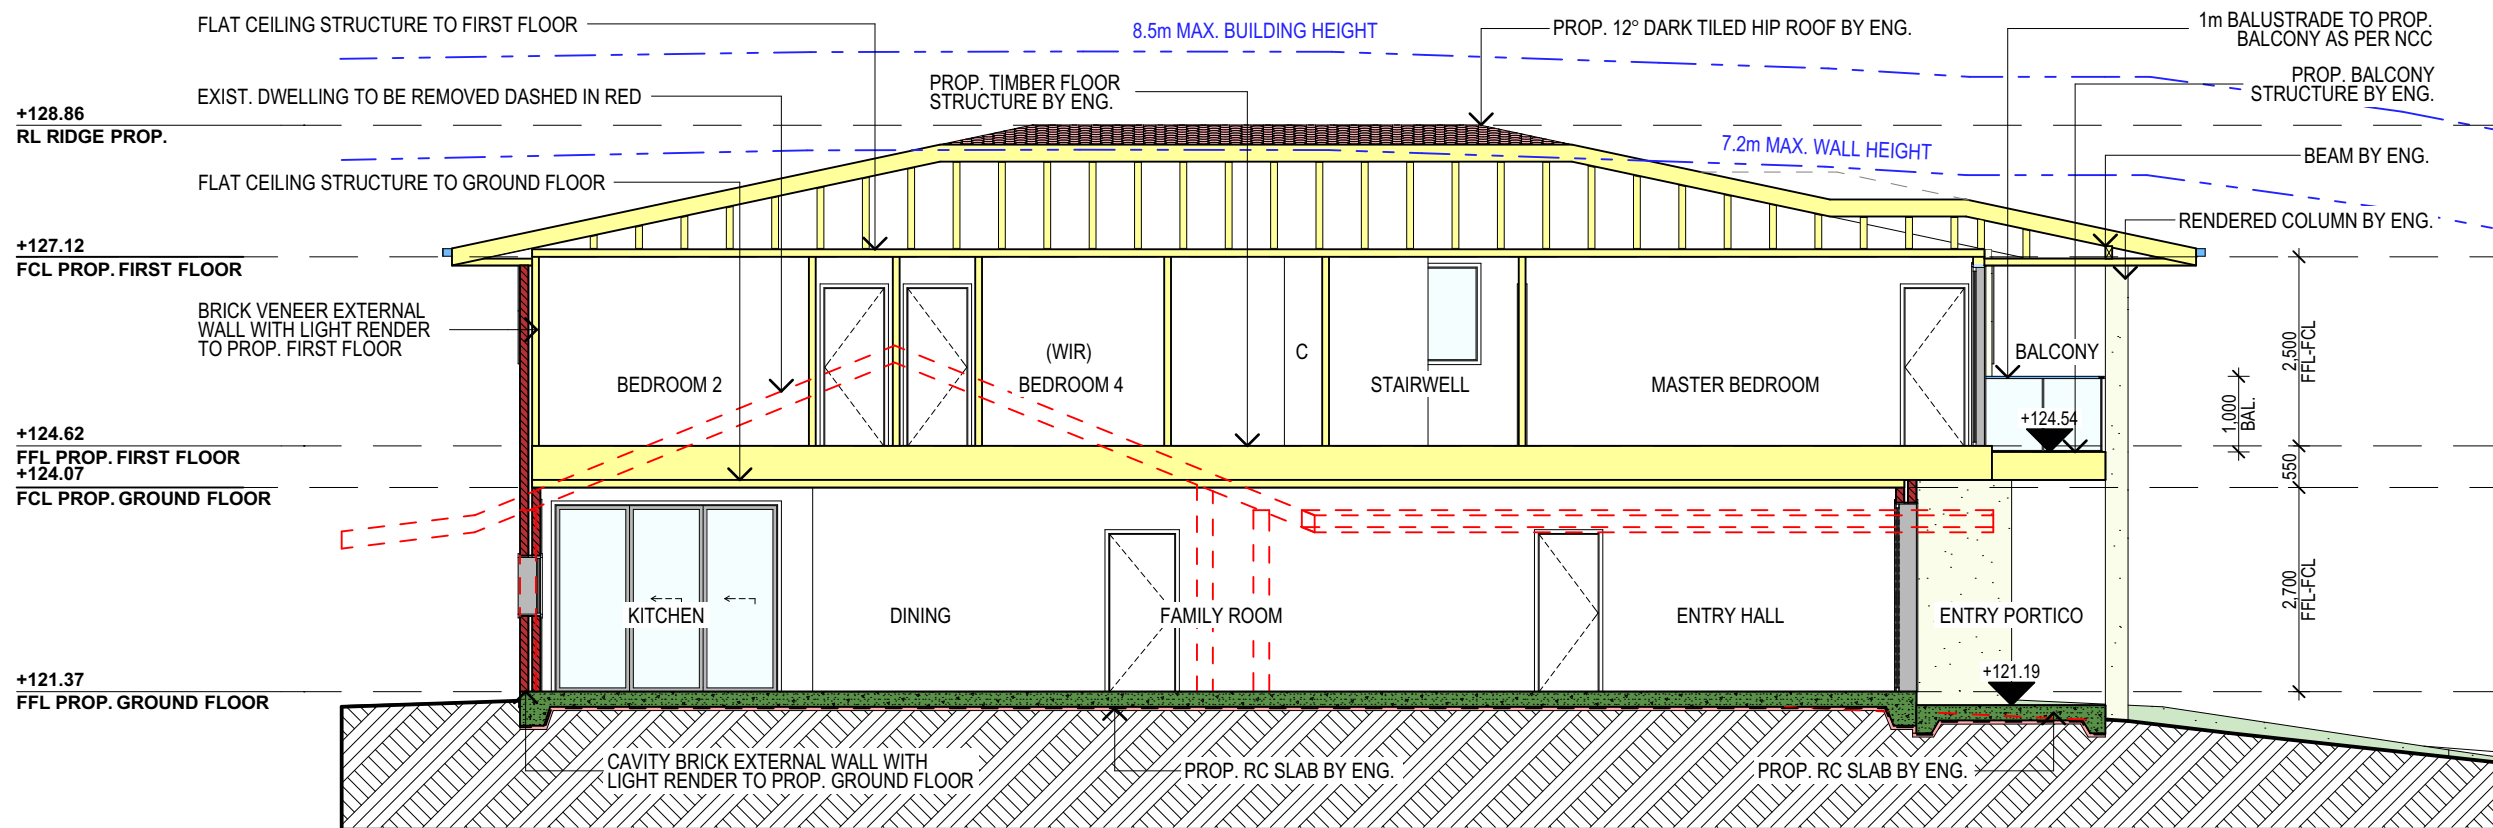 FLAT CEILING STRUCTURE TO FIRST FLOOR
8.5m MAX. BUILDING HEIGHT
PROP. 12° DARK TILED HIP ROOF BY ENG.
1m BALUSTRADE TO PROP.
BALCONY AS PER NCC
EXIST. DWELLING TO BE REMOVED DASHED IN RED
PROP. TIMBER FLOOR
STRUCTURE BY ENG.
PROP. BALCONY
STRUCTURE BY ENG.
+128.86
RL RIDGE PROP.
7.2m MAX. WALL HEIGHT
BEAM BY ENG.
FLAT CEILING STRUCTURE TO GROUND FLOOR
RENDERED COLUMN BY ENG.
+127.12
FCL PROP. FIRST FLOOR
BRICK VENEER EXTERNAL
WALL WITH LIGHT RENDER
TO PROP. FIRST FLOOR
BEDROOM 2
(WIR)
BEDROOM 4
C
STAIRWELL
MASTER BEDROOM
BALCONY
2,500
FFL-FCL
1,000
BAL.
+124.54
+124.62
FFL PROP. FIRST FLOOR
+124.07
FCL PROP. GROUND FLOOR
550
KITCHEN
DINING
FAMILY ROOM
ENTRY HALL
ENTRY PORTICO
2,700
FFL-FCL
+121.19
+121.37
FFL PROP. GROUND FLOOR
CAVITY BRICK EXTERNAL WALL WITH
LIGHT RENDER TO PROP. GROUND FLOOR
PROP. RC SLAB BY ENG.
PROP. RC SLAB BY ENG.